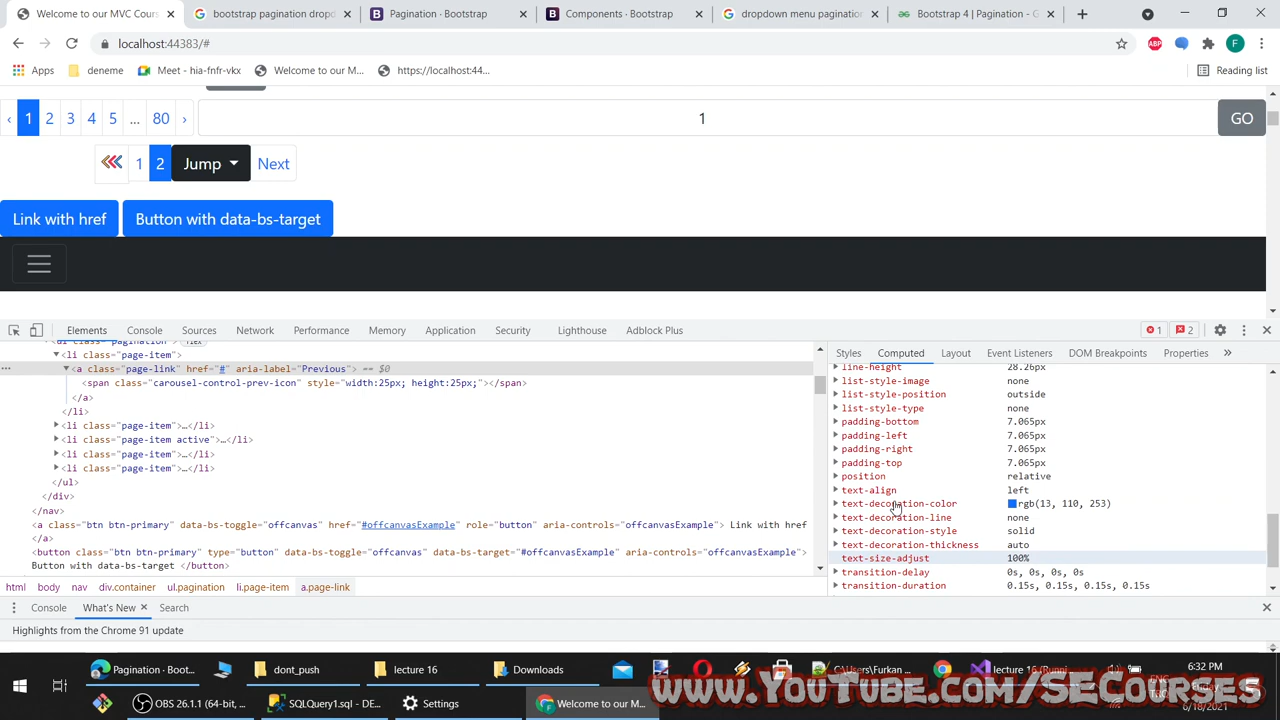 Welcome to our MVC Cours
bootstrap pagination dropd
Pagination · Bootstrap
Components · Bootstrap
dropdown menu pagination
Bootstrap 4 | Pagination - G
localhost:44383/#
Apps
deneme
Meet - hia-fnfr-vkx
Welcome to our M...
https://localhost:44...
Reading list
‹ 1 2 3 4 5 ... 80 ›
1
GO
1 2 Jump Next
Link with href
Button with data-bs-target
Elements Console Sources Network Performance Memory Application Security Lighthouse Adblock Plus
1 2
<li class="page-item">
<a class="page-link" href="#" aria-label="Previous"> == $0
<span class="carousel-control-prev-icon" style="width:25px; height:25px;"></span>
</a>
</li>
<li class="page-item">…</li>
<li class="page-item active">…</li>
<li class="page-item">…</li>
<li class="page-item">…</li>
</ul>
</div>
</nav>
<a class="btn btn-primary" data-bs-toggle="offcanvas" href="#offcanvasExample" role="button" aria-controls="offcanvasExample"> Link with href
</a>
<button class="btn btn-primary" type="button" data-bs-toggle="offcanvas" data-bs-target="#offcanvasExample" aria-controls="offcanvasExample">
Button with data-bs-target </button>
html body nav div.container ul.pagination li.page-item a.page-link
Styles Computed Layout Event Listeners DOM Breakpoints Properties »
line-height 28.26px
list-style-image none
list-style-position outside
list-style-type none
padding-bottom 7.065px
padding-left 7.065px
padding-right 7.065px
padding-top 7.065px
position relative
text-align left
text-decoration-color rgb(13, 110, 253)
text-decoration-line none
text-decoration-style solid
text-decoration-thickness auto
text-size-adjust 100%
transition-delay 0s, 0s, 0s, 0s
transition-duration 0.15s, 0.15s, 0.15s, 0.15s
Console What's New Search
Highlights from the Chrome 91 update
Pagination · Boot...
dont_push
lecture 16
Downloads
C:\Users\Furkan ...
lecture 16 (Runni...
6:32 PM
OBS 26.1.1 (64-bit, ...
SQLQuery1.sql - DE...
Settings
Welcome to our M...
6/18/2021
www.YouTube.com/SECourses